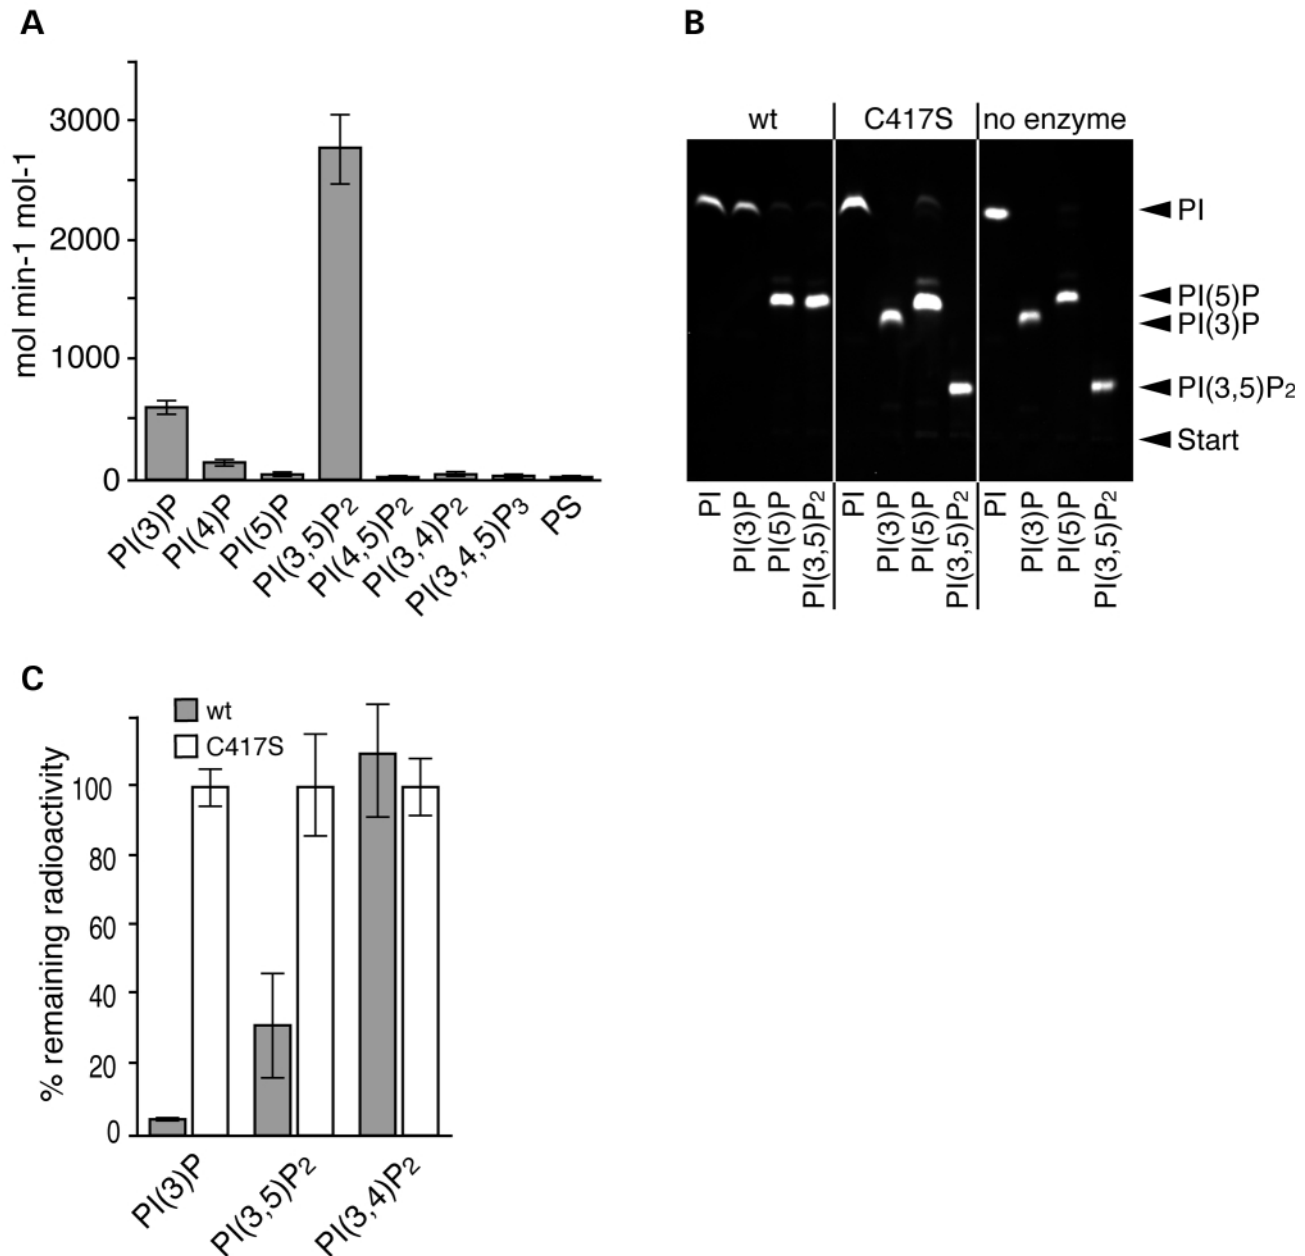 A
mol min-1 mol-1
3000
2000
1000
0
PI(3)P
PI(4)P
PI(5)P
PI(3,5)P2
PI(4,5)P2
PI(3,4)P2
PI(3,4,5)P3
PS
B
wt
C417S
no enzyme
PI
PI(5)P
PI(3)P
PI(3,5)P2
Start
PI
PI(3)P
PI(5)P
PI(3,5)P2
PI
PI(3)P
PI(5)P
PI(3,5)P2
PI
PI(3)P
PI(5)P
PI(3,5)P2
C
wt
C417S
% remaining radioactivity
100
80
60
40
20
0
PI(3)P
PI(3,5)P2
PI(3,4)P2